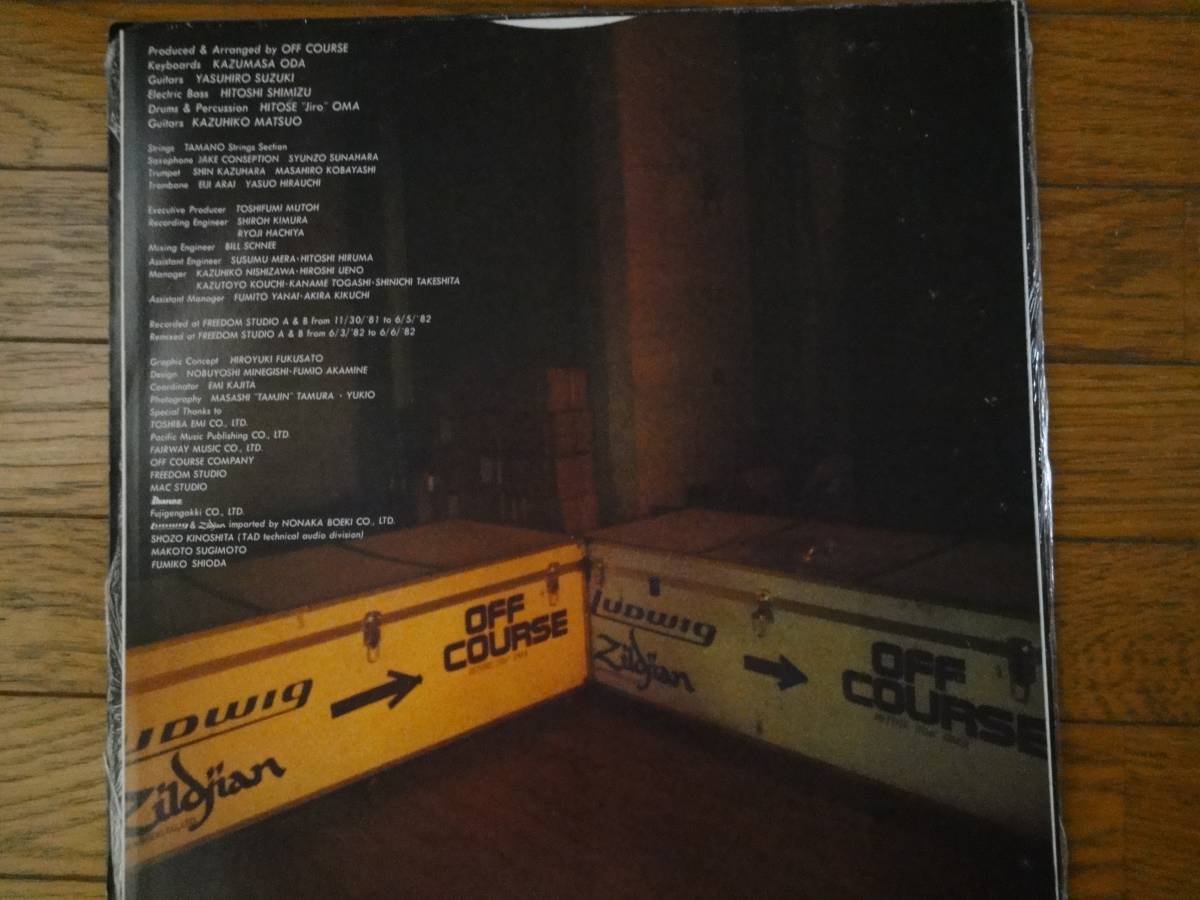 Produced & Arranged by OFF COURSE
Keyboards KAZUMASA ODA
Guitars YASUHIRO SUZUKI
Electric Bass HITOSHI SHIMIZU
Drums & Percussion HITOSE "Jiro" OMA
Guitars KAZUHIKO MATSUO
Strings TAMANO Strings Section
Saxophone JAKE CONSEPTION SYUNZO SUNAHARA
Trumpet SHIN KAZUHARA MASAHIRO KOBAYASHI
Trombone EIJI ARAI YASUO HIRAUCHI
Executive Producer TOSHIFUMI MUTOH
Recording Engineer SHIROH KIMURA
RYOJI HACHIYA
Mixing Engineer BILL SCHNEE
Assistant Engineer SUSUMU MERA・HITOSHI HIRUMA
Manager KAZUHIKO NISHIZAWA・HIROSHI UENO
KAZUTOYO KOUCHI・KANAME TOGASHI・SHINICHI TAKESHITA
Assistant Manager FUMITO YANAI・AKIRA KIKUCHI
Recorded at FREEDOM STUDIO A & B from 11/30/'81 to 6/5/'82
Remixed at FREEDOM STUDIO A & B from 6/3/'82 to 6/6/'82
Graphic Concept HIROYUKI FUKUSATO
Design NOBUYOSHI MINEGISHI・FUMIO AKAMINE
Coordinator EMI KAJITA
Photography MASASHI "TAMJIN" TAMURA・YUKIO
Special Thanks to
TOSHIBA EMI CO., LTD.
Pacific Music Publishing CO., LTD.
FAIRWAY MUSIC CO., LTD.
OFF COURSE COMPANY
FREEDOM STUDIO
MAC STUDIO
Ibanez
Fujigengakki CO., LTD.
Ludwig & Zildjian imported by NONAKA BOEKI CO., LTD.
SHOZO KINOSHITA (TAD technical audio division)
MAKOTO SUGIMOTO
FUMIKO SHIODA
UDWIG
Zildjian
OFF
COURSE
LUDWIG
Zildjian
OFF
COURSE